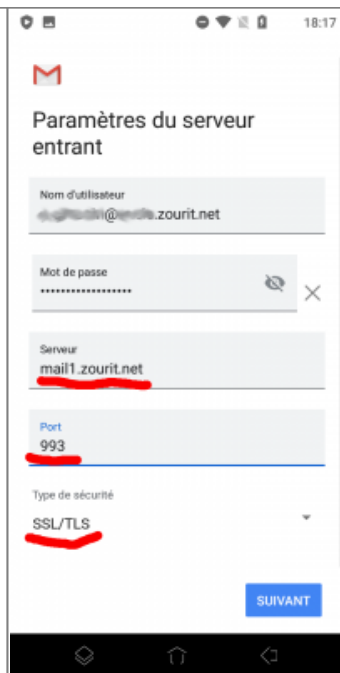 18:17
Paramètres du serveur
entrant
Nom d'utilisateur
.zourit.net
Mot de passe
••••••••••••••••••
Serveur
mail1.zourit.net
Port
993
Type de sécurité
SSL/TLS
SUIVANT